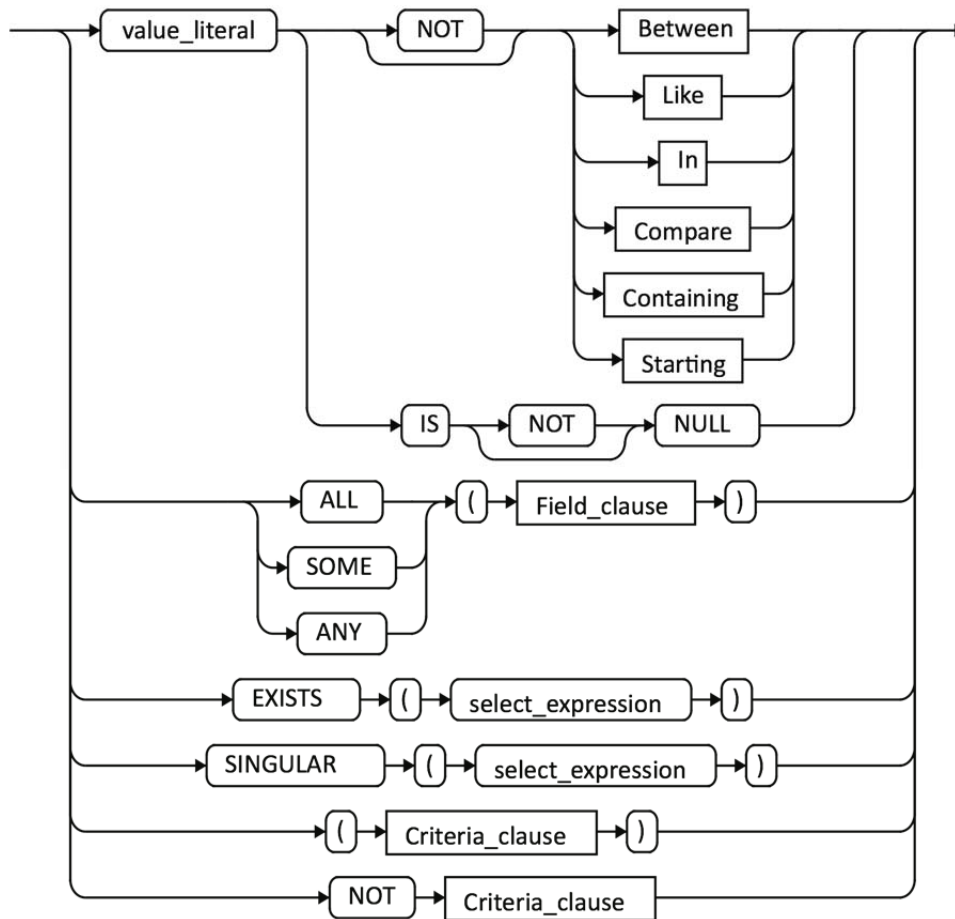 value_literal NOT Between
Like
In
Compare
Containing
Starting
IS NOT NULL
ALL ( Field_clause )
SOME
ANY
EXISTS ( select_expression )
SINGULAR ( select_expression )
( Criteria_clause )
NOT Criteria_clause